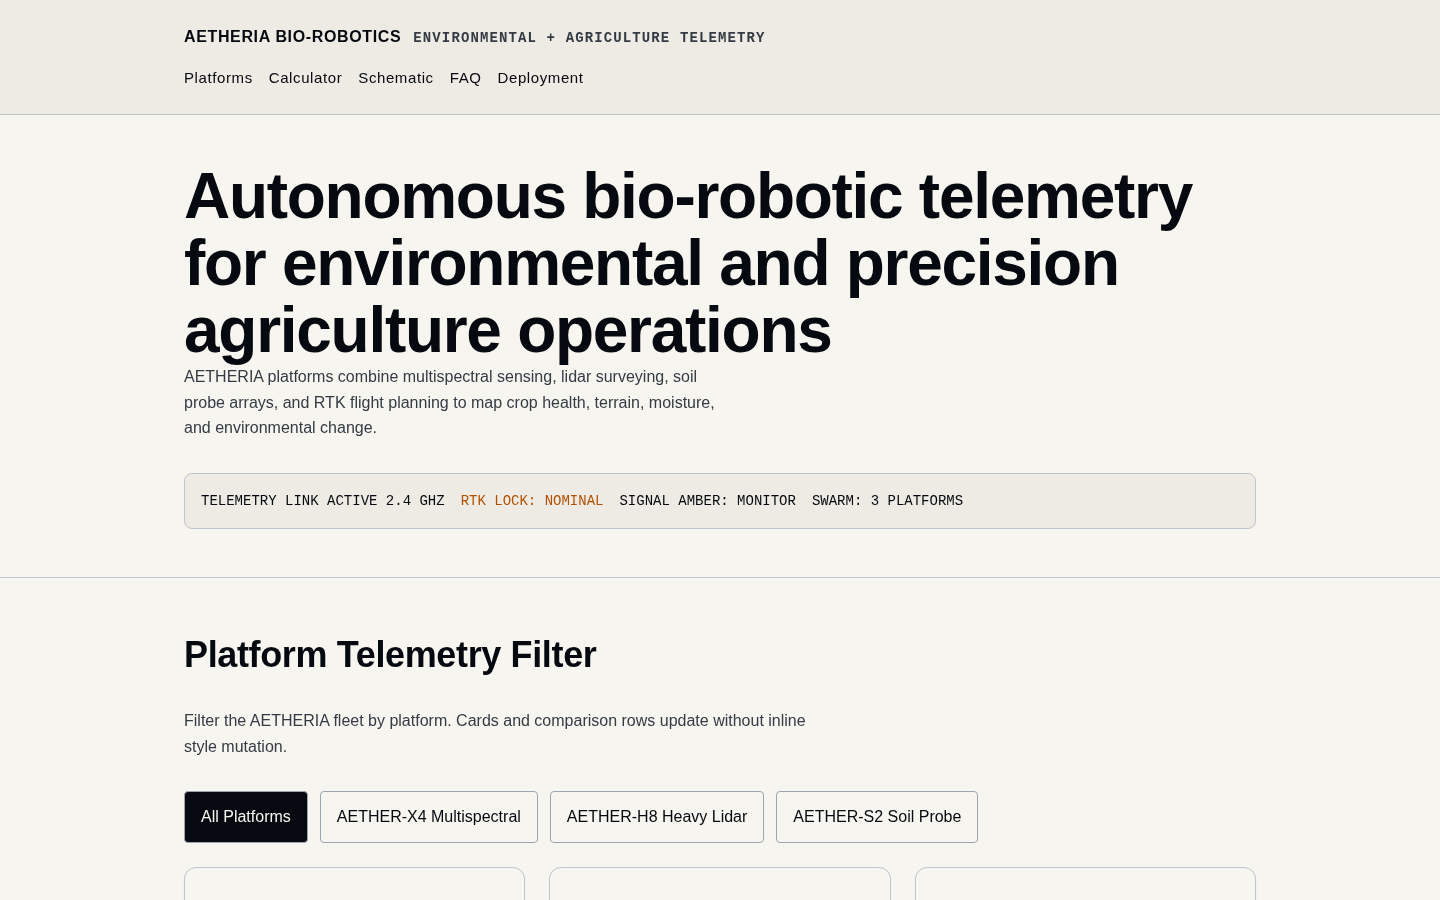 AETHERIA BIO-ROBOTICS ENVIRONMENTAL + AGRICULTURE TELEMETRY
Platforms Calculator Schematic FAQ Deployment
Autonomous bio-robotic telemetry
for environmental and precision
agriculture operations
AETHERIA platforms combine multispectral sensing, lidar surveying, soil
probe arrays, and RTK flight planning to map crop health, terrain, moisture,
and environmental change.
TELEMETRY LINK ACTIVE 2.4 GHZ RTK LOCK: NOMINAL SIGNAL AMBER: MONITOR SWARM: 3 PLATFORMS
Platform Telemetry Filter
Filter the AETHERIA fleet by platform. Cards and comparison rows update without inline
style mutation.
All Platforms AETHER-X4 Multispectral AETHER-H8 Heavy Lidar AETHER-S2 Soil Probe